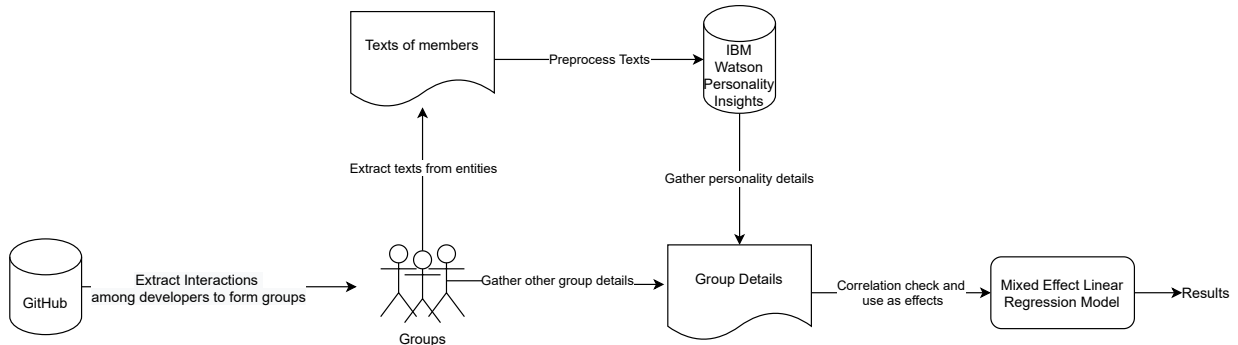 Texts of members
Preprocess Texts
IBM
Watson
Personality
Insights
Extract texts from entities
Gather personality details
GitHub
Extract Interactions
among developers to form groups
Groups
Gather other group details
Group Details
Correlation check and
use as effects
Mixed Effect Linear
Regression Model
Results